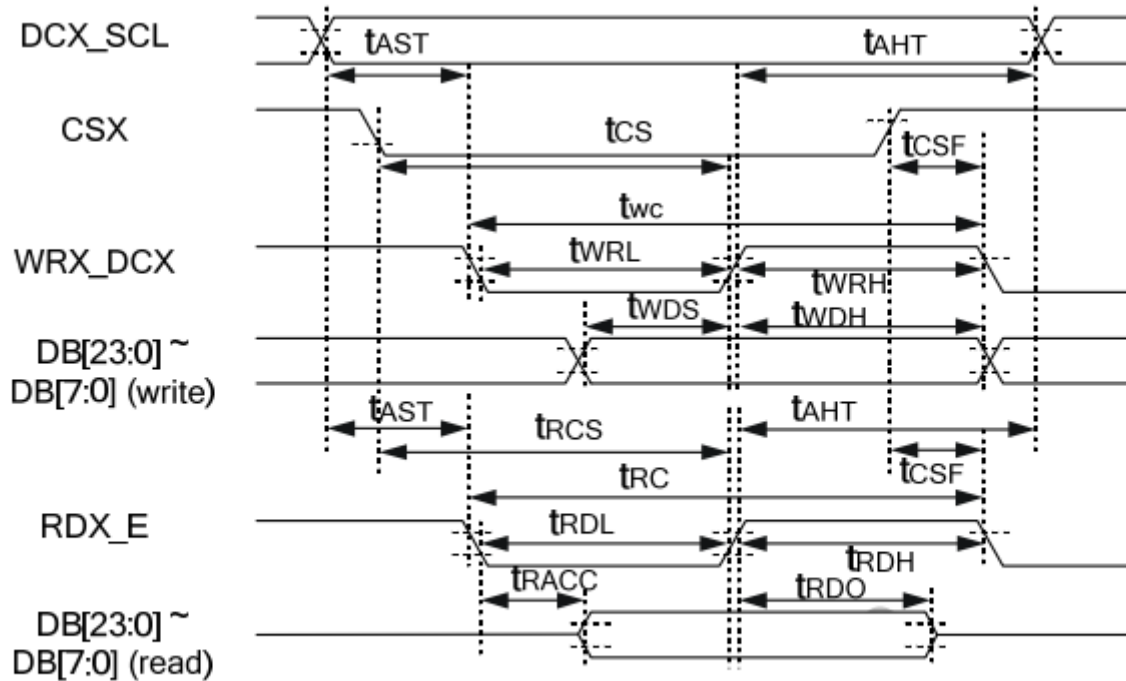 DCX_SCL
tAST
tAHT
CSX
tCS
tCSF
twc
WRX_DCX
tWRL
tWRH
tWDS
tWDH
DB[23:0] ~
DB[7:0] (write)
tAST
tRCS
tAHT
tCSF
tRC
RDX_E
tRDL
tRDH
tRACC
tRDO
DB[23:0] ~
DB[7:0] (read)